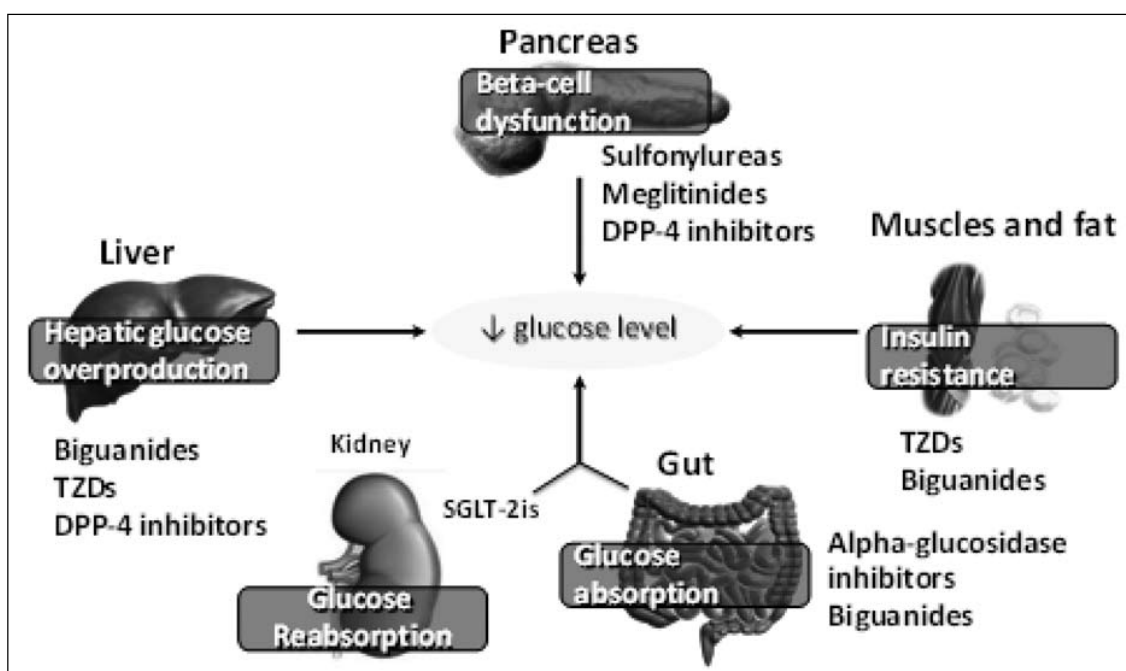 Pancreas
Beta-cell
dysfunction
Sulfonylureas
Meglitinides
DPP-4 inhibitors
Liver
Hepatic glucose
overproduction
Biguanides
TZDs
DPP-4 inhibitors
↓ glucose level
Muscles and fat
Insulin
resistance
TZDs
Biguanides
Kidney
Glucose
Reabsorption
SGLT-2is
Gut
Glucose
absorption
Alpha-glucosidase
inhibitors
Biguanides